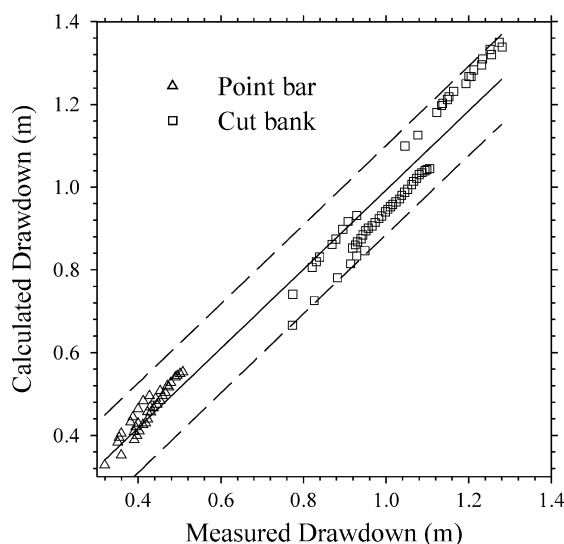 1.4
1.2
1.0
0.8
0.6
0.4
Calculated Drawdown (m)
Point bar
Cut bank
0.4 0.6 0.8 1.0 1.2 1.4
Measured Drawdown (m)